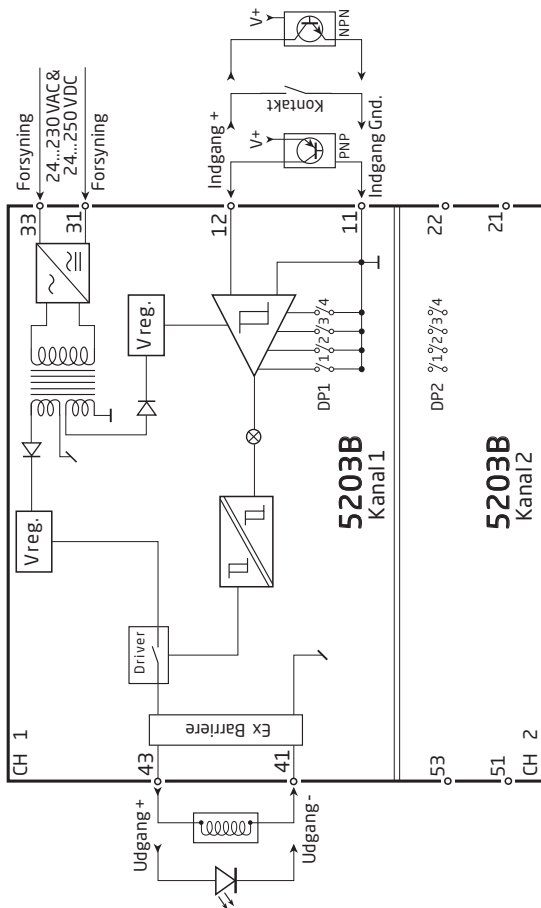 CH 1
33
Forsyning
24...230 VAC &
24...250 VDC
Forsyning
31
Vreg.
Vreg.
12
Indgang +
V+
PNP
Kontakt
V+
NPN
11
Indgang Gnd.
DP1
1 2 3 4
Driver
Ex Barriere
43
Udgang +
41
Udgang -
5203B
Kanal 1
22
21
DP2
1 2 3 4
5203B
Kanal 2
53
51
CH 2